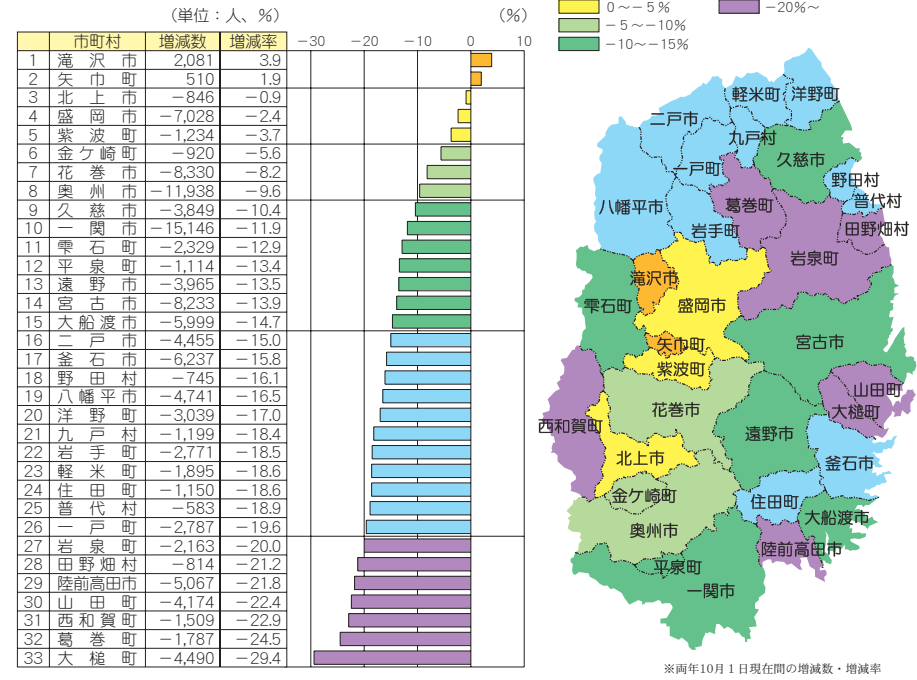 (単位：人、％)
(％)
0～－5％
－5～－10％
－10～－15％
－20％～
市町村 増減数 増減率
－30 －20 －10 0 10
1 滝沢市 2,081 3.9
2 矢巾町 510 1.9
3 北上市 －846 －0.9
4 盛岡市 －7,028 －2.4
5 紫波町 －1,234 －3.7
6 金ケ崎町 －920 －5.6
7 花巻市 －8,330 －8.2
8 奥州市 －11,938 －9.6
9 久慈市 －3,849 －10.4
10 一関市 －15,146 －11.9
11 雫石町 －2,329 －12.9
12 平泉町 －1,114 －13.4
13 遠野市 －3,965 －13.5
14 宮古市 －8,233 －13.9
15 大船渡市 －5,999 －14.7
16 二戸市 －4,455 －15.0
17 釜石市 －6,237 －15.8
18 野田村 －745 －16.1
19 八幡平市 －4,741 －16.5
20 洋野町 －3,039 －17.0
21 九戸村 －1,199 －18.4
22 岩手町 －2,771 －18.5
23 軽米町 －1,895 －18.6
24 住田町 －1,150 －18.6
25 普代村 －583 －18.9
26 一戸町 －2,787 －19.6
27 岩泉町 －2,163 －20.0
28 田野畑村 －814 －21.2
29 陸前高田市 －5,067 －21.8
30 山田町 －4,174 －22.4
31 西和賀町 －1,509 －22.9
32 葛巻町 －1,787 －24.5
33 大槌町 －4,490 －29.4
軽米町
洋野町
二戸市
九戸村
久慈市
一戸町
野田村
普代村
八幡平市
葛巻町
岩手町
田野畑村
岩泉町
滝沢市
雫石町
盛岡市
矢巾町
宮古市
紫波町
山田町
花巻市
大槌町
西和賀町
遠野市
北上市
釜石市
金ケ崎町
住田町
大船渡市
奥州市
陸前高田市
平泉町
一関市
※両年10月1日現在間の増減数・増減率